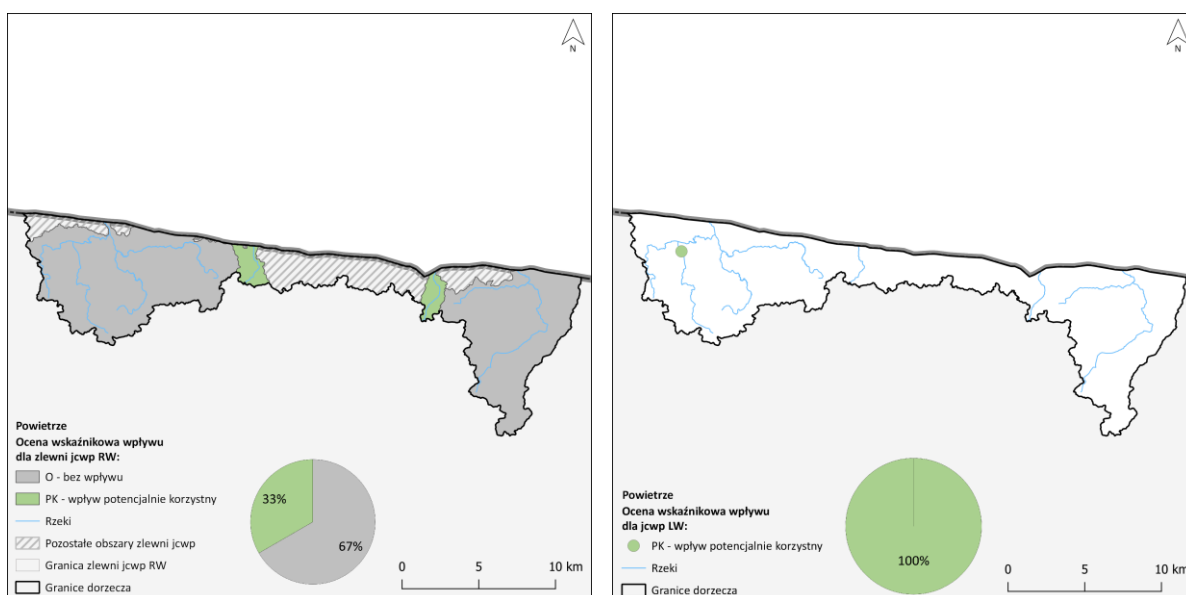 N
Powietrze
Ocena wskaźnikowa wpływu
dla zlewni jcwp RW:
O - bez wpływu
PK - wpływ potencjalnie korzystny
Rzeki
Pozostałe obszary zlewni jcwp
Granica zlewni jcwp RW
Granice dorzecza
33%
67%
0 5 10 km
N
Powietrze
Ocena wskaźnikowa wpływu
dla jcwp LW:
PK - wpływ potencjalnie korzystny
Rzeki
Granice dorzecza
100%
0 5 10 km